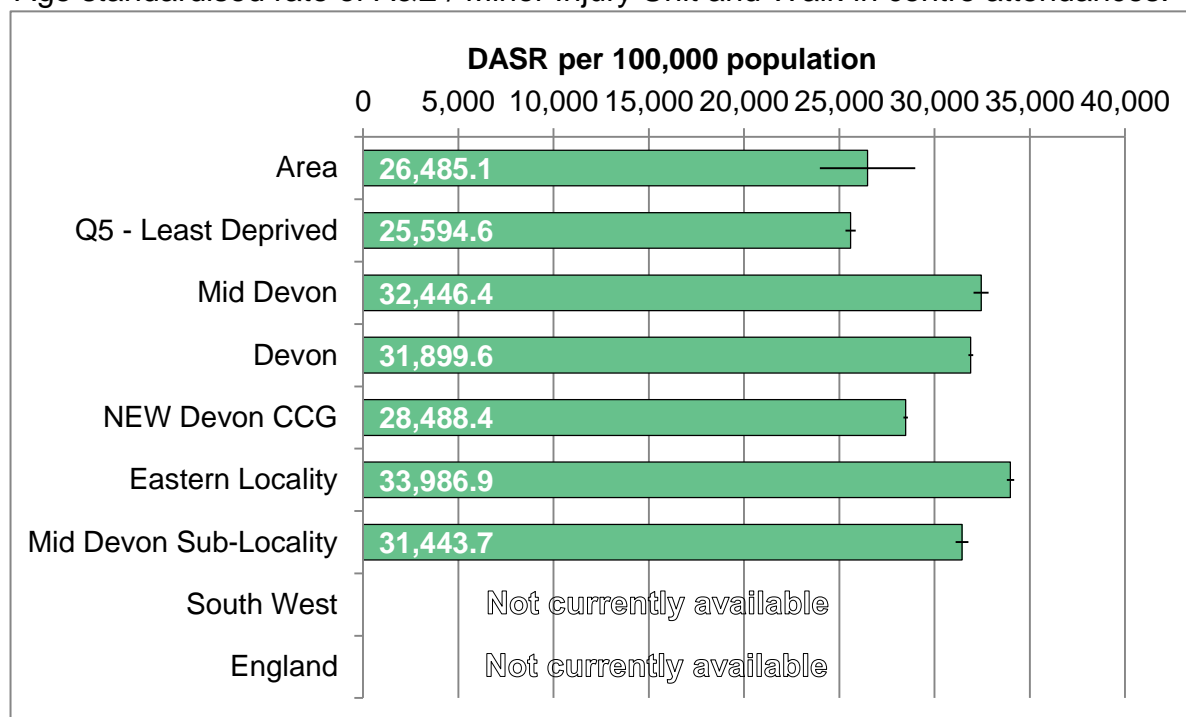 DASR per 100,000 population
0 5,000 10,000 15,000 20,000 25,000 30,000 35,000 40,000
Area 26,485.1
Q5 - Least Deprived 25,594.6
Mid Devon 32,446.4
Devon 31,899.6
NEW Devon CCG 28,488.4
Eastern Locality 33,986.9
Mid Devon Sub-Locality 31,443.7
South West Not currently available
England Not currently available